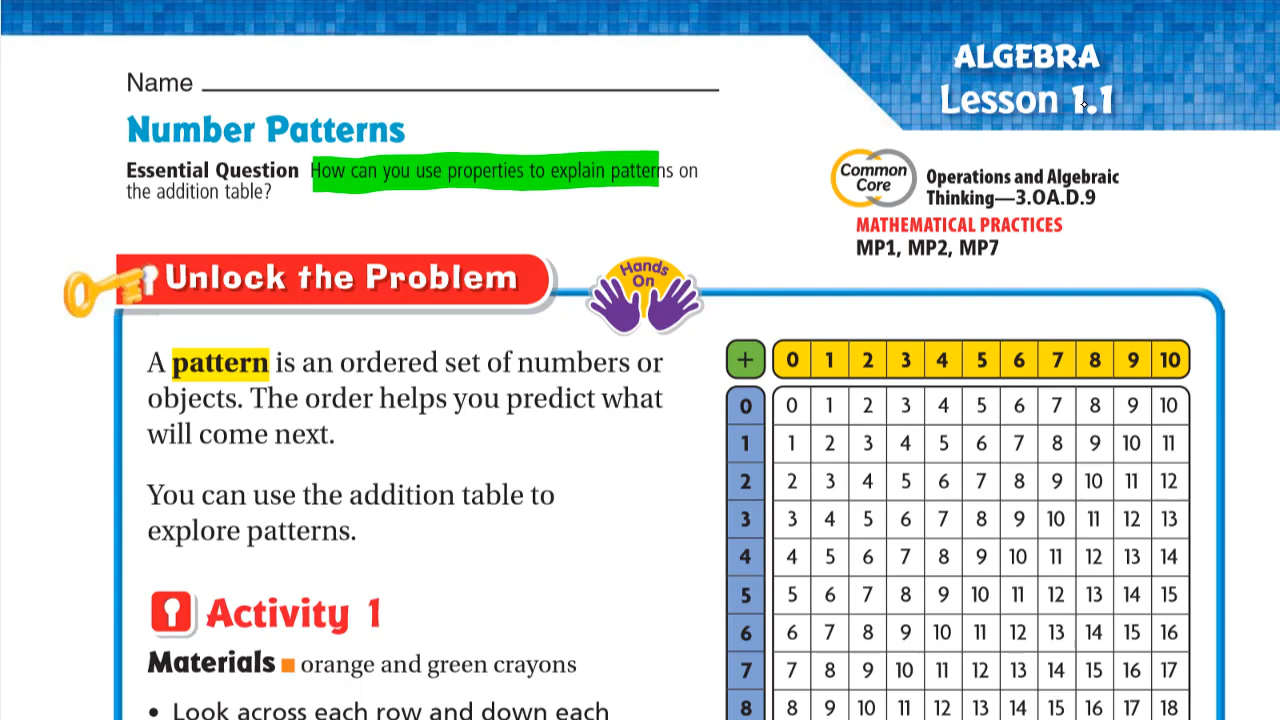 ALGEBRA
Lesson 1.1
Name
Number Patterns
Essential Question How can you use properties to explain patterns on
the addition table?
Common
Core
Operations and Algebraic
Thinking—3.OA.D.9
MATHEMATICAL PRACTICES
MP1, MP2, MP7
Unlock the Problem
Hands
On
A pattern is an ordered set of numbers or
objects. The order helps you predict what
will come next.
You can use the addition table to
explore patterns.
Activity 1
Materials ■ orange and green crayons
• Look across each row and down each
+ 0 1 2 3 4 5 6 7 8 9 10
0 0 1 2 3 4 5 6 7 8 9 10
1 1 2 3 4 5 6 7 8 9 10 11
2 2 3 4 5 6 7 8 9 10 11 12
3 3 4 5 6 7 8 9 10 11 12 13
4 4 5 6 7 8 9 10 11 12 13 14
5 5 6 7 8 9 10 11 12 13 14 15
6 6 7 8 9 10 11 12 13 14 15 16
7 7 8 9 10 11 12 13 14 15 16 17
8 8 9 10 11 12 13 14 15 16 17 18